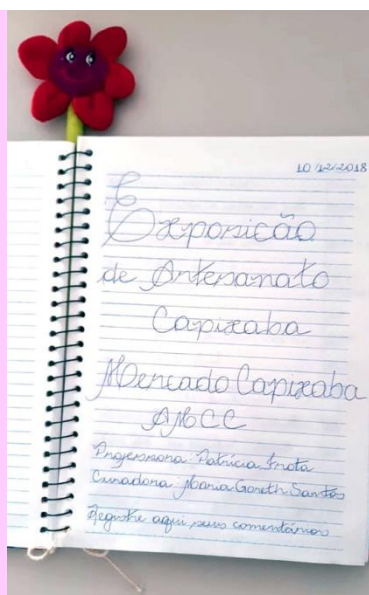 10/12/2018
Exposição
de Artesanato
Capixaba
Mercado Capixaba
AMCC
Professora: Patrícia Frota
Curadora Maria Goreth Santos
Registre aqui seus comentários